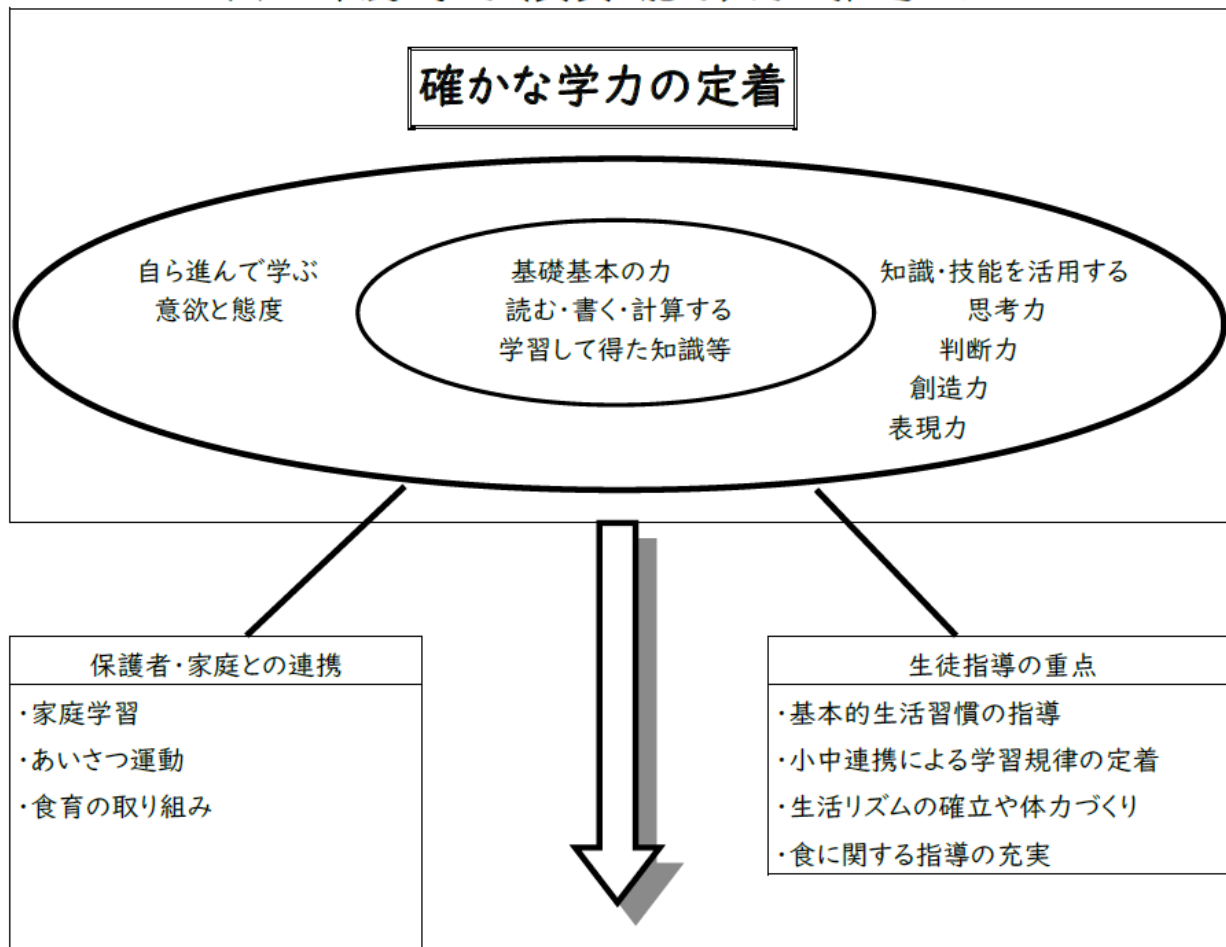 確かな学力の定着
自ら進んで学ぶ
意欲と態度
基礎基本の力
読む・書く・計算する
学習して得た知識等
知識・技能を活用する
思考力
判断力
創造力
表現力
保護者・家庭との連携
・家庭学習
・あいさつ運動
・食育の取り組み
生徒指導の重点
・基本的生活習慣の指導
・小中連携による学習規律の定着
・生活リズムの確立や体力づくり
・食に関する指導の充実